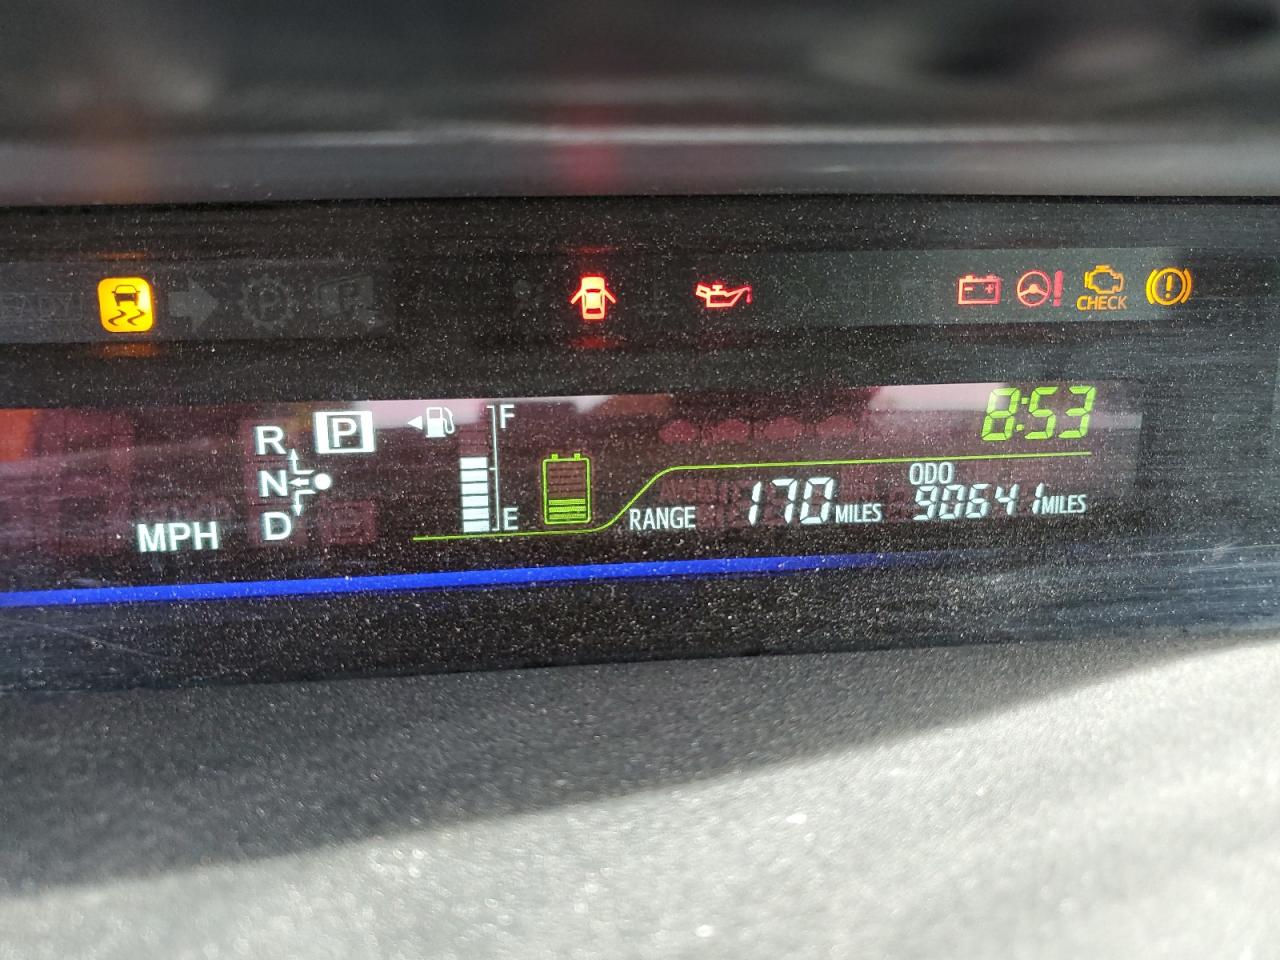 CHECK
8:53
R P F
N
D E
MPH
ODO
RANGE 170 MILES 90641 MILES